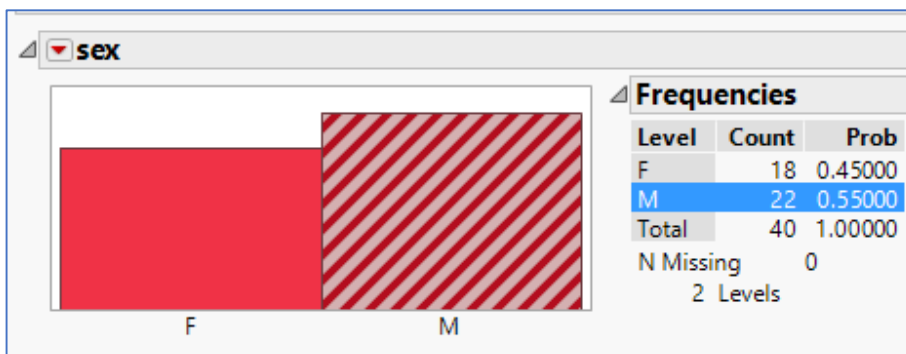 sex
F M
Frequencies
Level Count Prob
F 18 0.45000
M 22 0.55000
Total 40 1.00000
N Missing 0
2 Levels